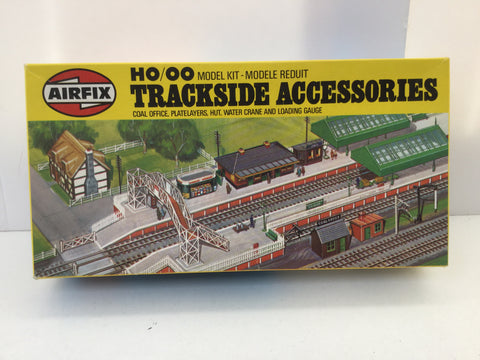 AIRFIX
HO/OO MODEL KIT - MODELE REDUIT
TRACKSIDE ACCESSORIES
COAL OFFICE, PLATELAYERS, HUT, WATER CRANE AND LOADING GAUGE